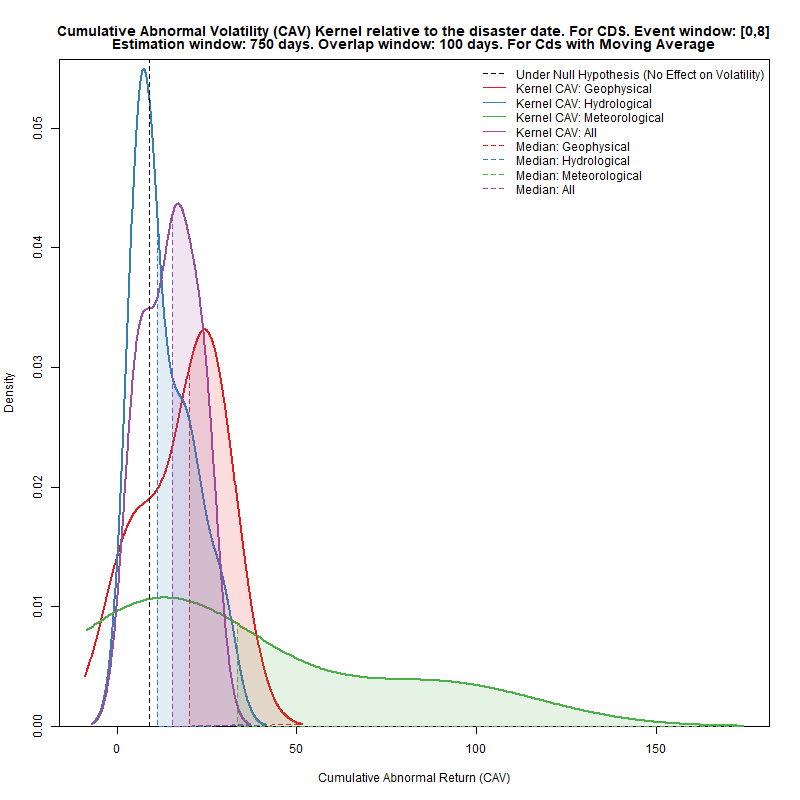 Cumulative Abnormal Volatility (CAV) Kernel relative to the disaster date. For CDS. Event window: [0,8]
Estimation window: 750 days. Overlap window: 100 days. For Cds with Moving Average
Under Null Hypothesis (No Effect on Volatility)
Kernel CAV: Geophysical
Kernel CAV: Hydrological
Kernel CAV: Meteorological
Kernel CAV: All
Median: Geophysical
Median: Hydrological
Median: Meteorological
Median: All
Density
0.05
0.04
0.03
0.02
0.01
0.00
0
50
100
150
Cumulative Abnormal Return (CAV)